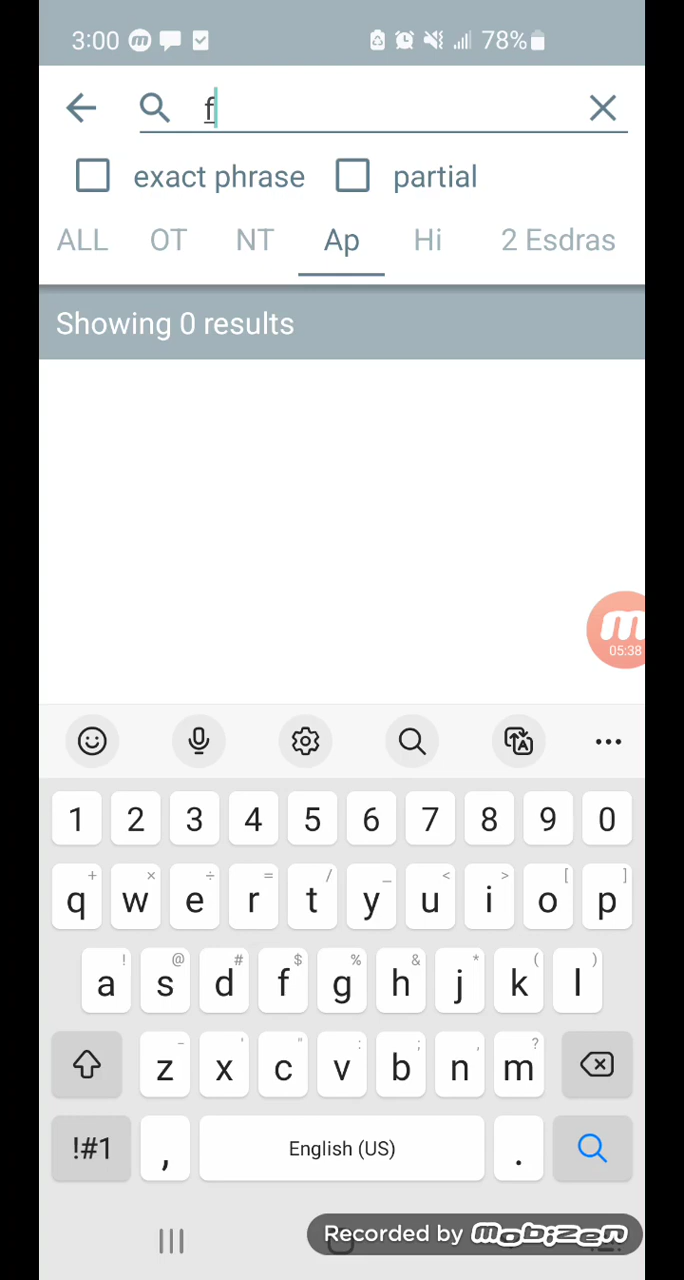 3:00 78%
f
exact phrase partial
ALL OT NT Ap Hi 2 Esdras
Showing 0 results
05:38
1 2 3 4 5 6 7 8 9 0
+ × ÷ = / _ < > [ ]
q w e r t y u i o p
! @ # $ % & * ( )
a s d f g h j k l
- ' " : ; , ?
z x c v b n m
!#1 , English (US) .
Recorded by mobizen